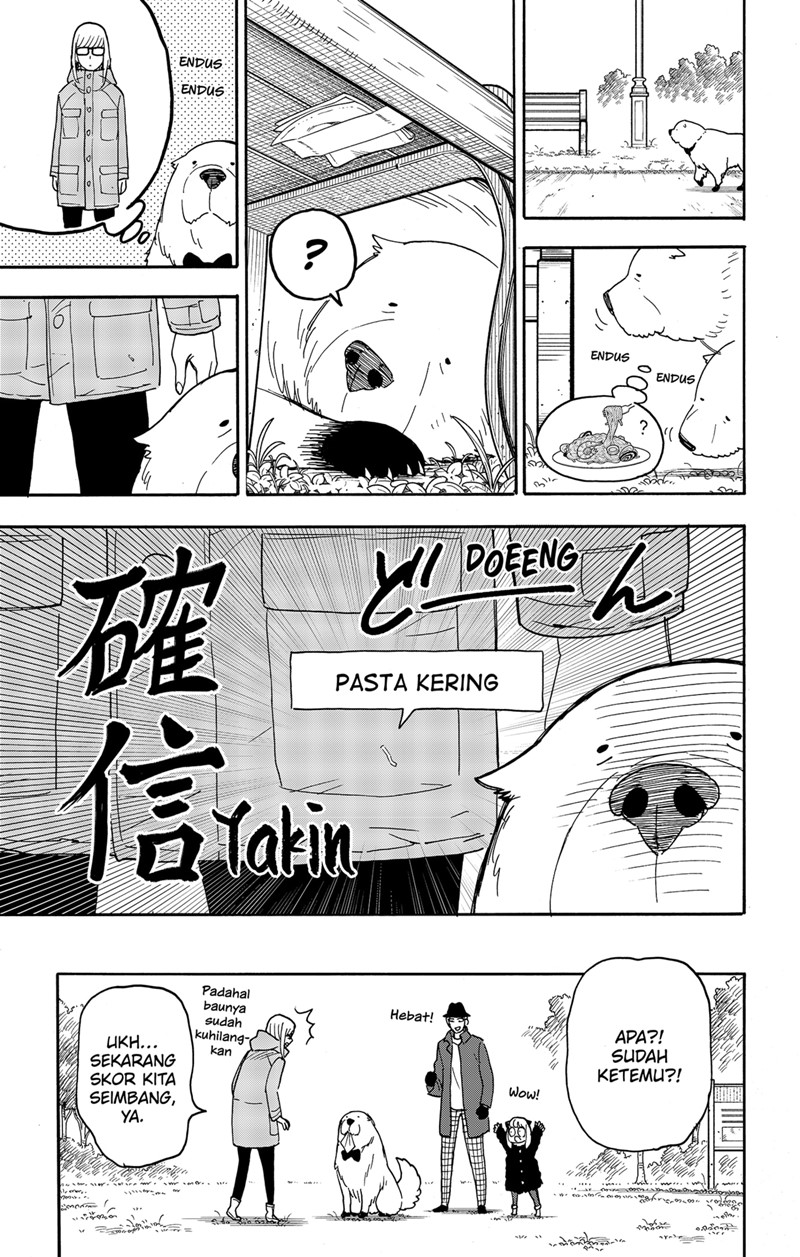 ENDUS
ENDUS
?
?
ENDUS
ENDUS
どーん
DOEENG
PASTA KERING
確信
Yakin
APA?!
SUDAH
KETEMU?!
Wow!
Hebat!
Padahal
baunya
sudah
kuhilang-
kan
UKH...
SEKARANG
SKOR KITA
SEIMBANG,
YA.